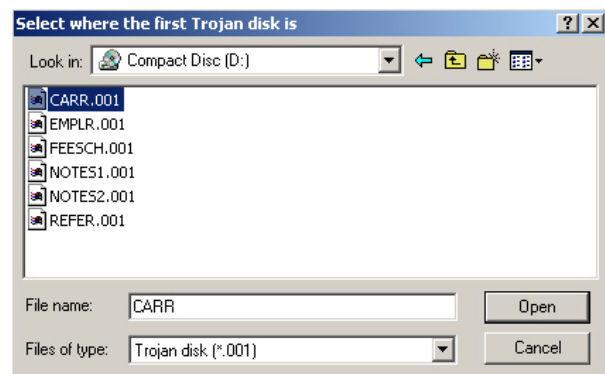 Select where the first Trojan disk is
Look in: Compact Disc (D:)
CARR.001
EMPLR.001
FEESCH.001
NOTES1.001
NOTES2.001
REFER.001
File name: CARR Open
Files of type: Trojan disk (*.001) Cancel